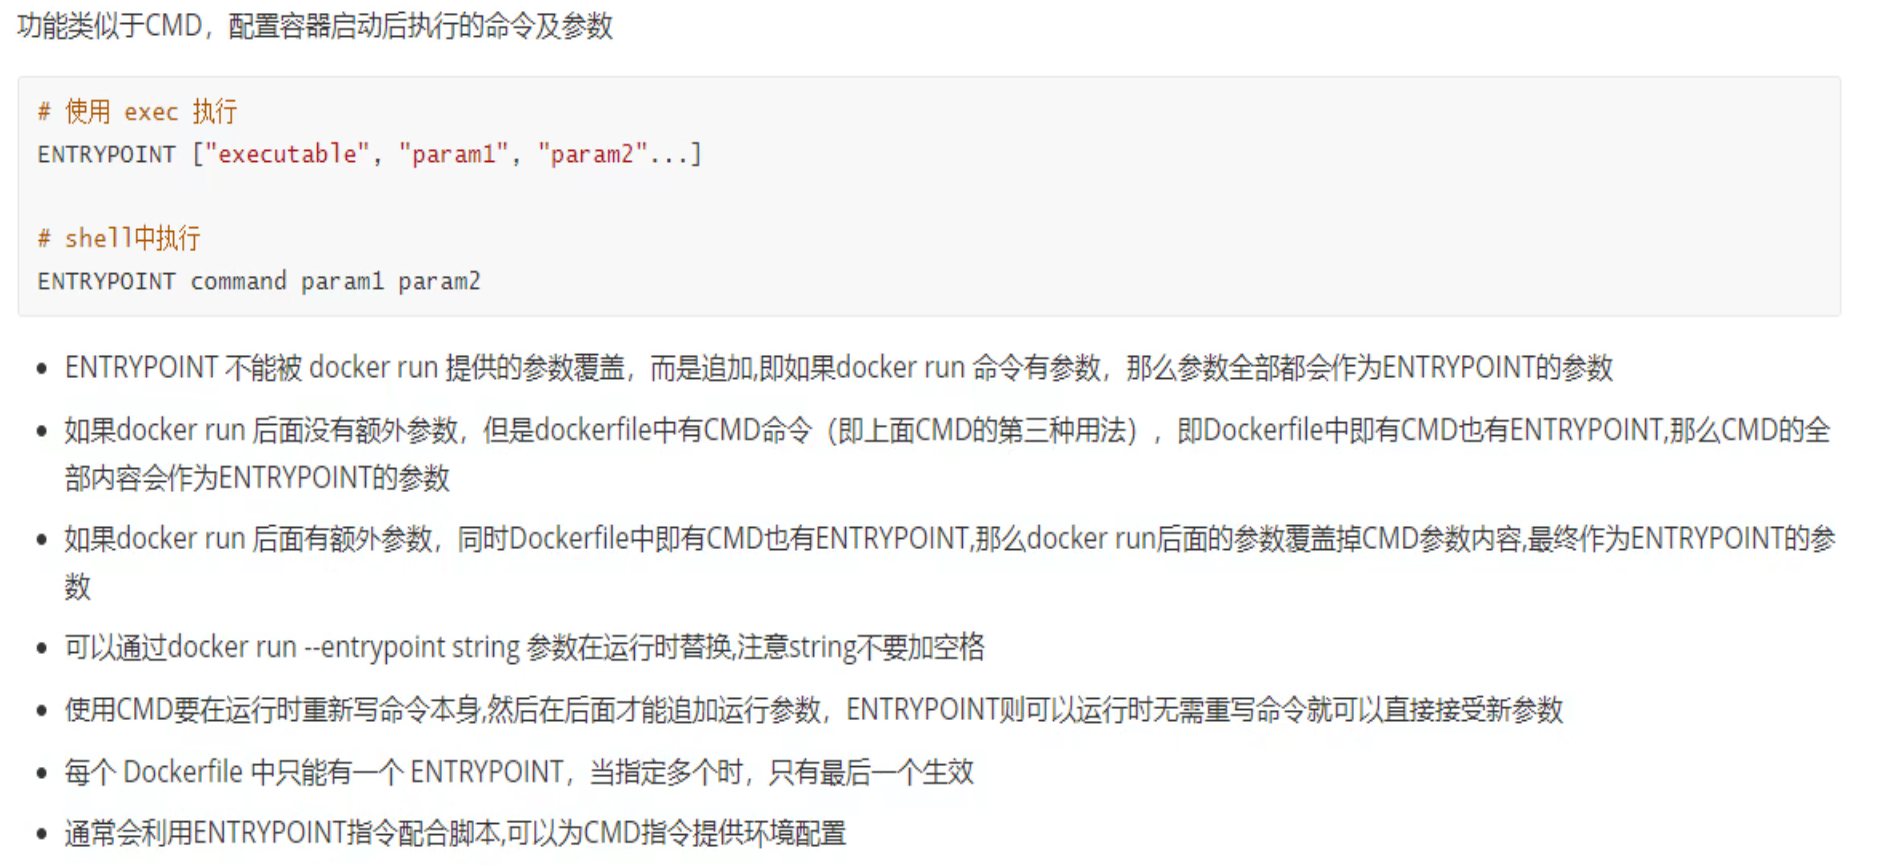 功能类似于CMD，配置容器启动后执行的命令及参数
# 使用 exec 执行
ENTRYPOINT ["executable", "param1", "param2"...]
# shell中执行
ENTRYPOINT command param1 param2
ENTRYPOINT 不能被 docker run 提供的参数覆盖，而是追加,即如果docker run 命令有参数，那么参数全部都会作为ENTRYPOINT的参数
如果docker run 后面没有额外参数，但是dockerfile中有CMD命令（即上面CMD的第三种用法），即Dockerfile中即有CMD也有ENTRYPOINT,那么CMD的全
部内容会作为ENTRYPOINT的参数
如果docker run 后面有额外参数，同时Dockerfile中即有CMD也有ENTRYPOINT,那么docker run后面的参数覆盖掉CMD参数内容,最终作为ENTRYPOINT的参
数
可以通过docker run --entrypoint string 参数在运行时替换,注意string不要加空格
使用CMD要在运行时重新写命令本身,然后在后面才能追加运行参数，ENTRYPOINT则可以运行时无需重写命令就可以直接接受新参数
每个 Dockerfile 中只能有一个 ENTRYPOINT，当指定多个时，只有最后一个生效
通常会利用ENTRYPOINT指令配合脚本,可以为CMD指令提供环境配置